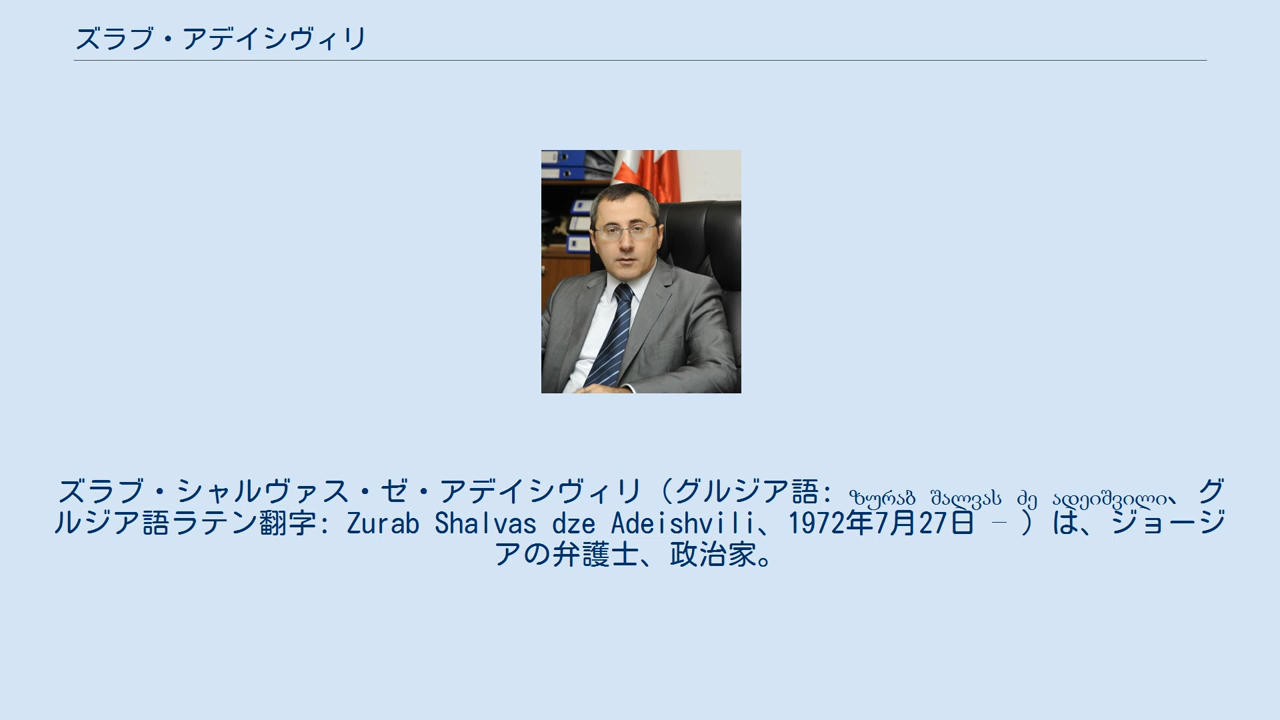 ズラブ・アデイシヴィリ
ズラブ・シャルヴァス・ゼ・アデイシヴィリ（グルジア語: ზურაბ შალვას ძე ადეიშვილი、グ
ルジア語ラテン翻字: Zurab Shalvas dze Adeishvili、1972年7月27日 – ）は、ジョージ
アの弁護士、政治家。